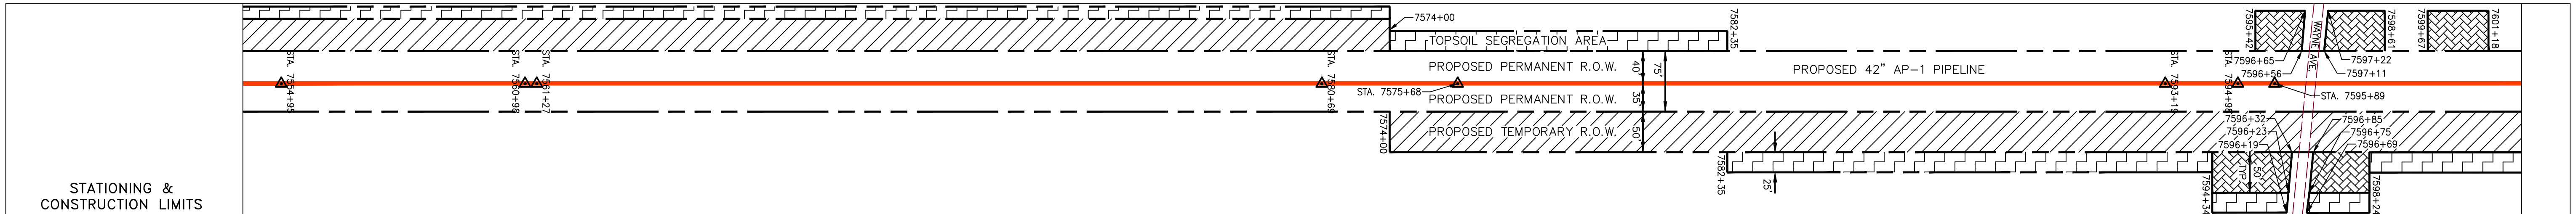 STATIONING &
CONSTRUCTION LIMITS
STA. 7554+95
STA. 7560+98
STA. 7561+27
STA. 7580+69
7574+00
7574+00
STA. 7575+68
TOPSOIL SEGREGATION AREA
PROPOSED PERMANENT R.O.W.
PROPOSED PERMANENT R.O.W.
PROPOSED TEMPORARY R.O.W.
40'
35'
50'
75'
7582+35
7582+35
25'
PROPOSED 42" AP-1 PIPELINE
STA. 7593+19
STA. 7594+98
STA. 7595+89
7595+42
7596+65
7596+56
WAYNE AVE
7597+22
7597+11
7598+61
7598+67
7601+18
7596+32
7596+23
7596+19
7596+85
7596+75
7596+69
50'
TYP.
7594+34
7598+24